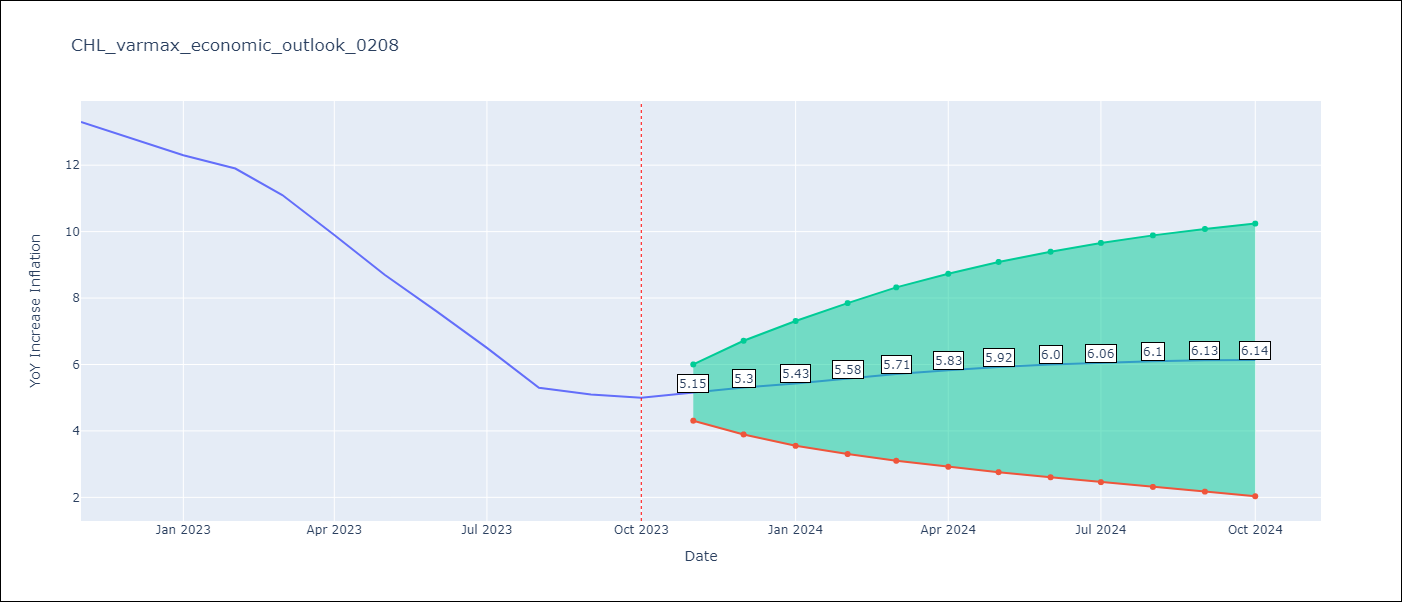 CHL_varmax_economic_outlook_0208
YoY Increase Inflation
12
10
8
6
4
2
5.15
5.3
5.43
5.58
5.71
5.83
5.92
6.0
6.06
6.1
6.13
6.14
Jan 2023
Apr 2023
Jul 2023
Oct 2023
Jan 2024
Apr 2024
Jul 2024
Oct 2024
Date